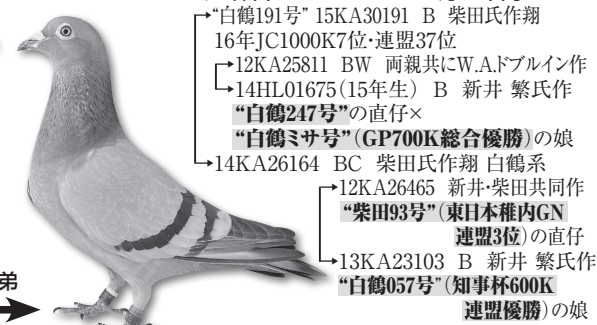 “白鶴191号” 15KA30191 B 柴田氏作翔
16年JC1000K7位・連盟37位
12KA25811 BW 両親共にW.A.ドブルイン作
14HL01675(15年生) B 新井 繁氏作
“白鶴247号”の直仔×
“白鶴ミサ号”(GP700K総合優勝)の娘
14KA26164 BC 柴田氏作翔 白鶴系
12KA26465 新井・柴田共同作
“柴田93号”(東日本稚内GN
連盟3位)の直仔
13KA23103 B 新井 繁氏作
“白鶴057号”(知事杯600K
連盟優勝)の娘
弟